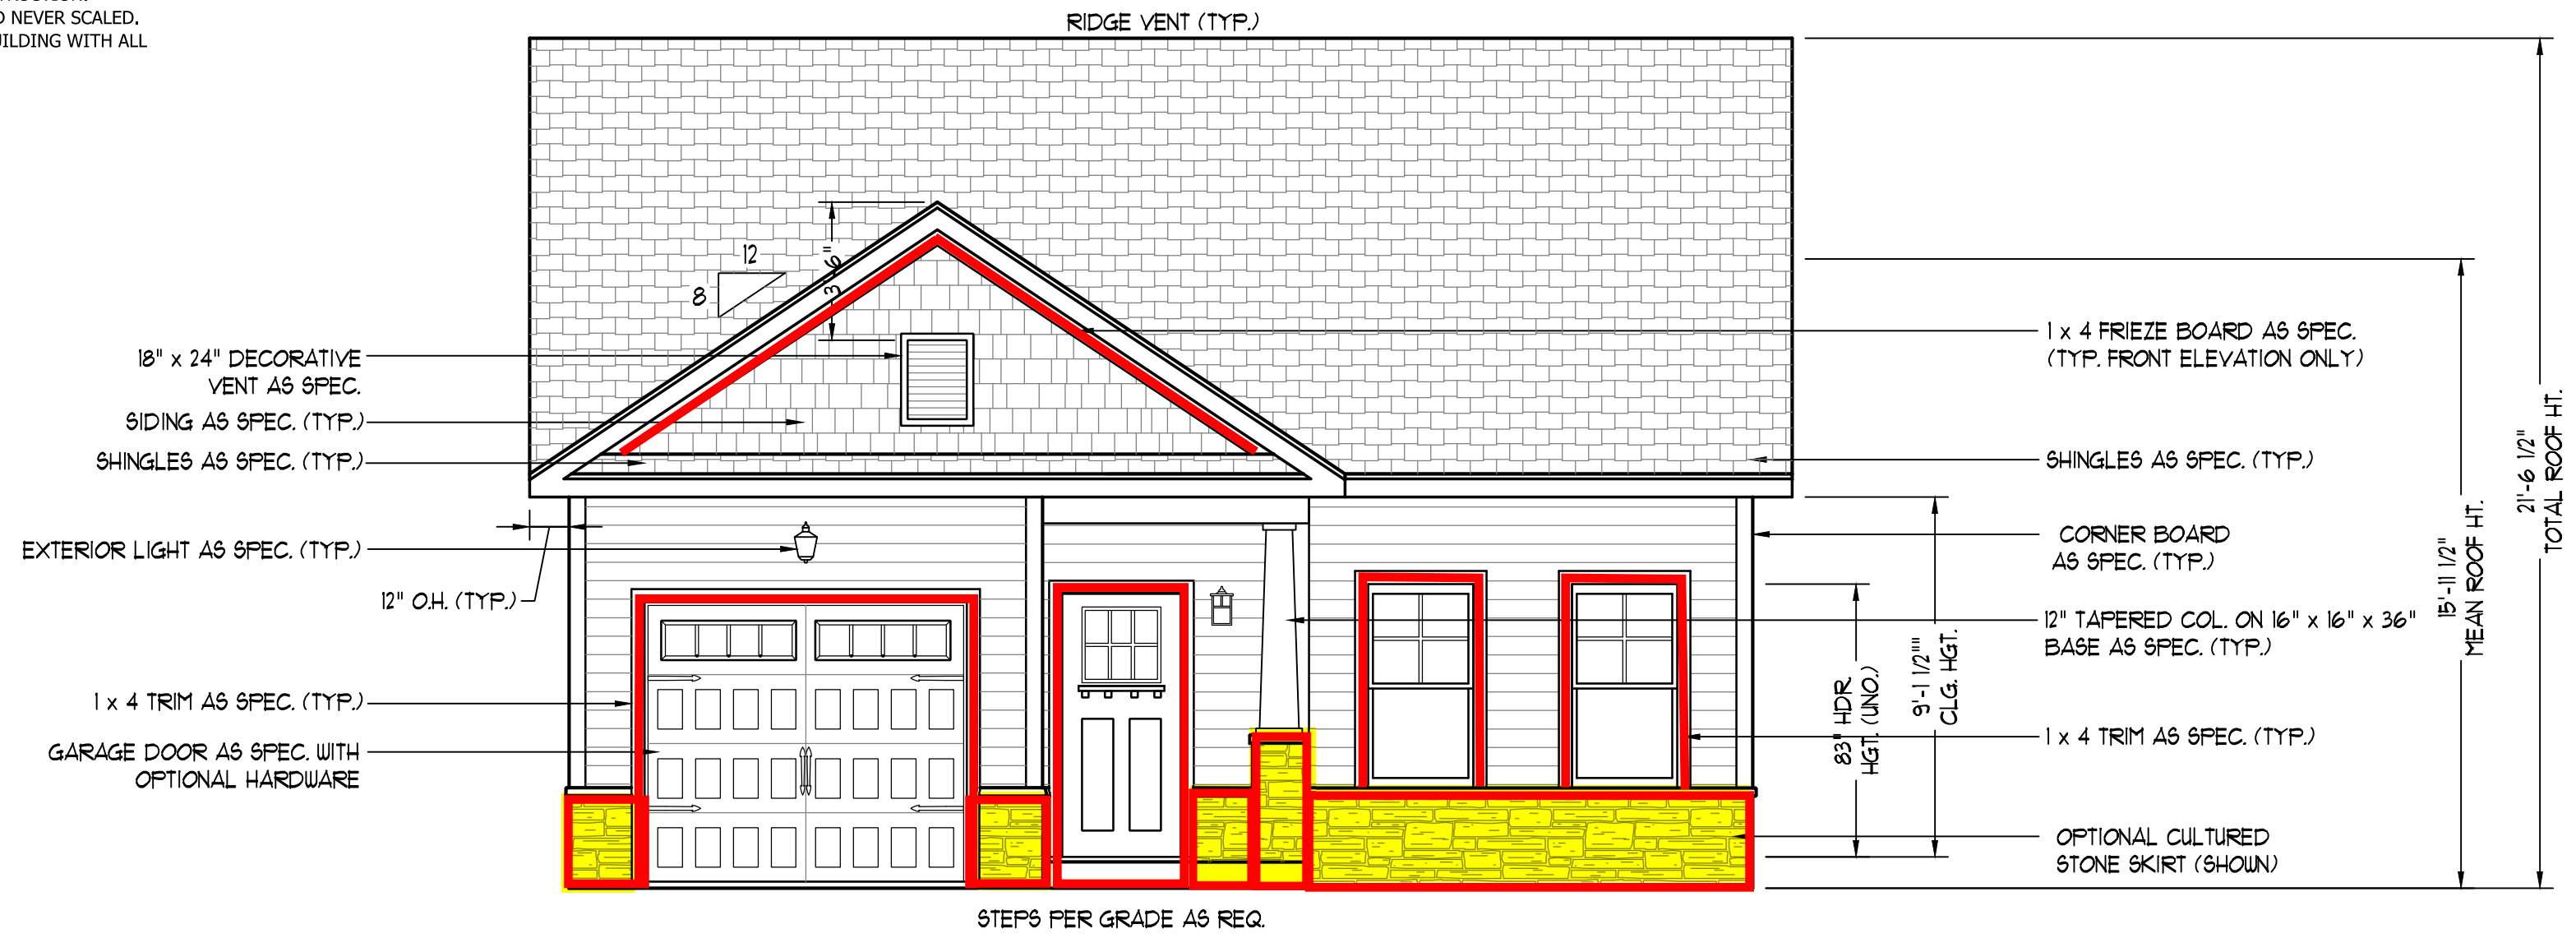 D NEVER SCALED.
UILDING WITH ALL
RIDGE VENT (TYP.)
12
8
3'-6"
18" x 24" DECORATIVE
VENT AS SPEC.
SIDING AS SPEC. (TYP.)
SHINGLES AS SPEC. (TYP.)
EXTERIOR LIGHT AS SPEC. (TYP.)
12" O.H. (TYP.)
1 x 4 TRIM AS SPEC. (TYP.)
GARAGE DOOR AS SPEC. WITH
OPTIONAL HARDWARE
1 x 4 FRIEZE BOARD AS SPEC.
(TYP. FRONT ELEVATION ONLY)
SHINGLES AS SPEC. (TYP.)
CORNER BOARD
AS SPEC. (TYP.)
12" TAPERED COL. ON 16" x 16" x 36"
BASE AS SPEC. (TYP.)
1 x 4 TRIM AS SPEC. (TYP.)
OPTIONAL CULTURED
STONE SKIRT (SHOWN)
83" HDR
HGT. (UNO.)
9'-1 1/2""
CLG. HGT.
15'-11 1/2"
MEAN ROOF HT.
21'-6 1/2"
TOTAL ROOF HT.
STEPS PER GRADE AS REQ.